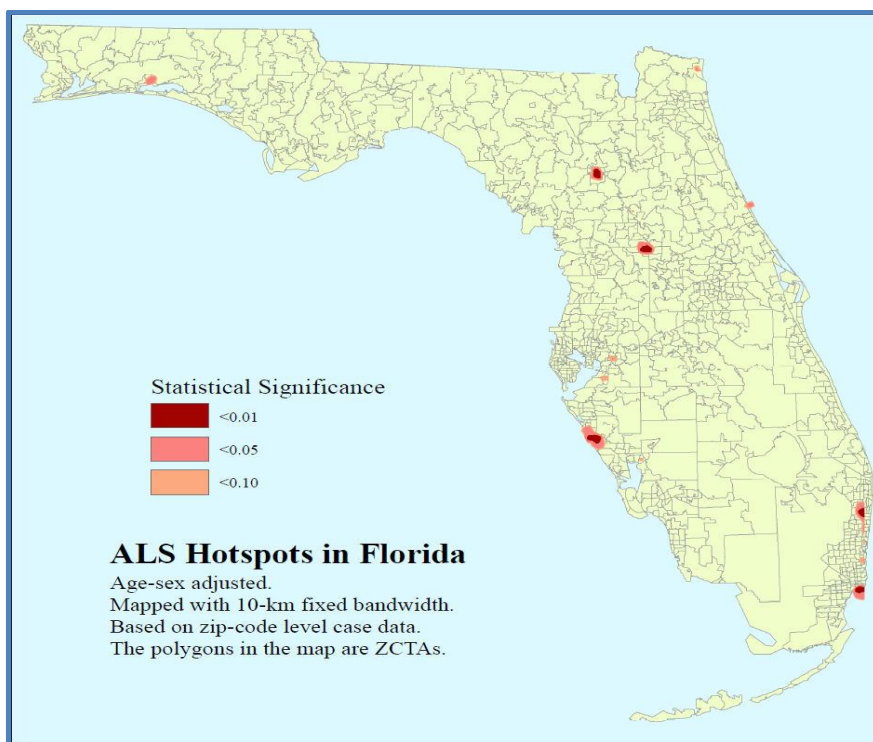 Statistical Significance
<0.01
<0.05
<0.10
ALS Hotspots in Florida
Age-sex adjusted.
Mapped with 10-km fixed bandwidth.
Based on zip-code level case data.
The polygons in the map are ZCTAs.